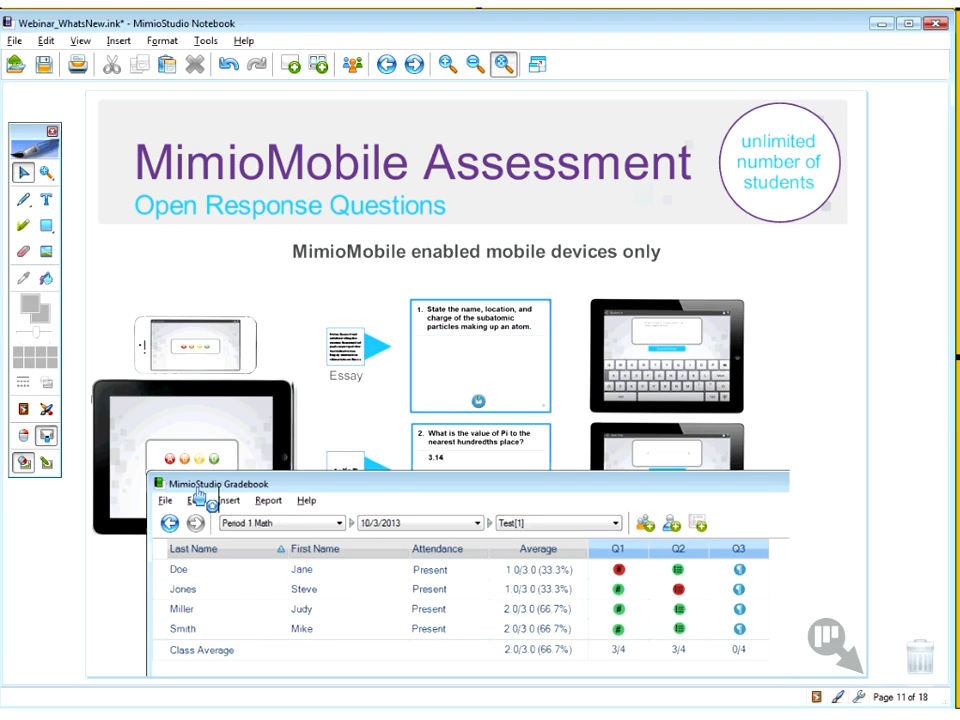 Webinar_WhatsNew.ink* - MimioStudio Notebook
File Edit View Insert Format Tools Help
MimioMobile Assessment
Open Response Questions
unlimited
number of
students
MimioMobile enabled mobile devices only
Essay
1. State the name, location, and
charge of the subatomic
particles making up an atom.
2. What is the value of Pi to the
nearest hundredths place?
3.14
MimioStudio Gradebook
File Insert Report Help
Period 1 Math 10/3/2013 Test[1]
Last Name First Name Attendance Average Q1 Q2 Q3
Doe Jane Present 1.0/3.0 (33.3%)
Jones Steve Present 1.0/3.0 (33.3%)
Miller Judy Present 2.0/3.0 (66.7%)
Smith Mike Present 2.0/3.0 (66.7%)
Class Average 2.0/3.0 (66.7%) 3/4 3/4 0/4
Page 11 of 18